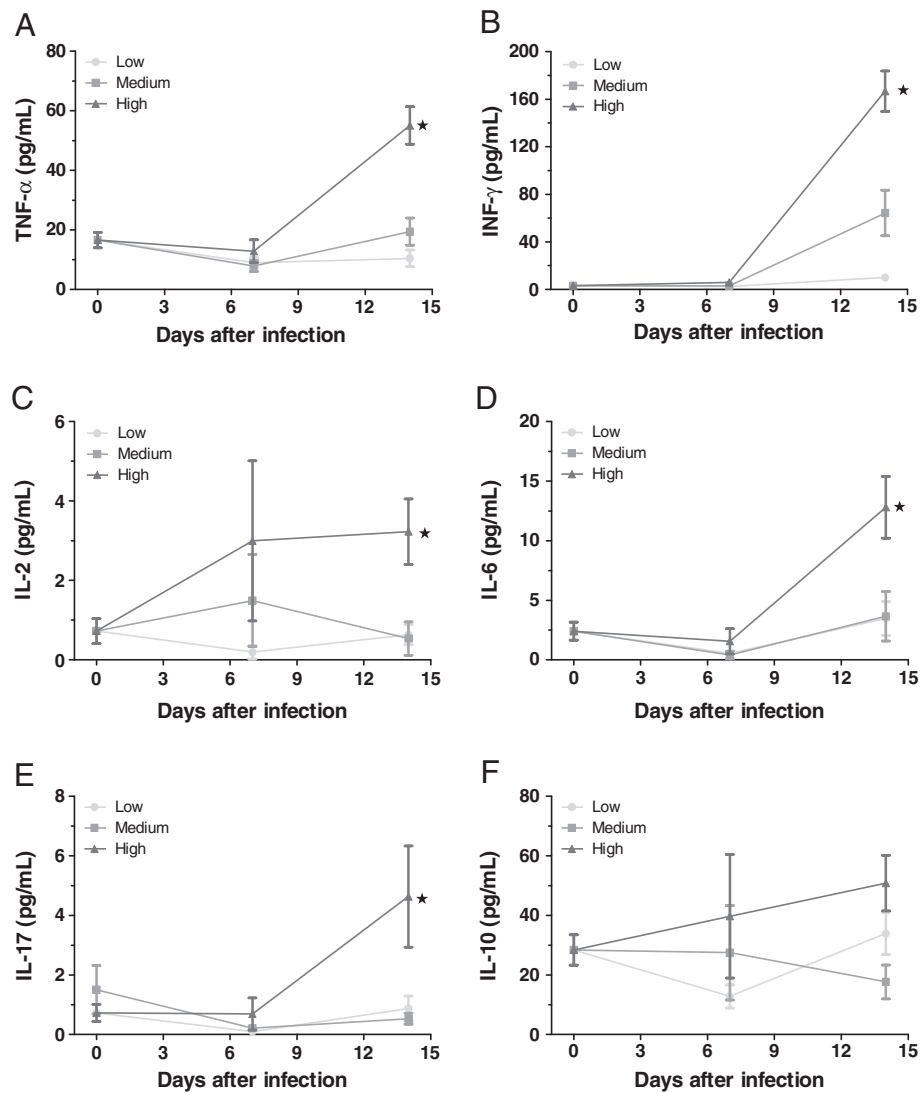 A
TNF-α (pg/mL)
80
60
40
20
0
Low
Medium
High
★
0 3 6 9 12 15
Days after infection
B
INF-γ (pg/mL)
200
160
120
80
40
0
Low
Medium
High
★
0 3 6 9 12 15
Days after infection
C
IL-2 (pg/mL)
6
4
2
0
Low
Medium
High
★
0 3 6 9 12 15
Days after infection
D
IL-6 (pg/mL)
20
15
10
5
0
Low
Medium
High
★
0 3 6 9 12 15
Days after infection
E
IL-17 (pg/mL)
8
6
4
2
0
Low
Medium
High
★
0 3 6 9 12 15
Days after infection
F
IL-10 (pg/mL)
80
60
40
20
0
Low
Medium
High
0 3 6 9 12 15
Days after infection